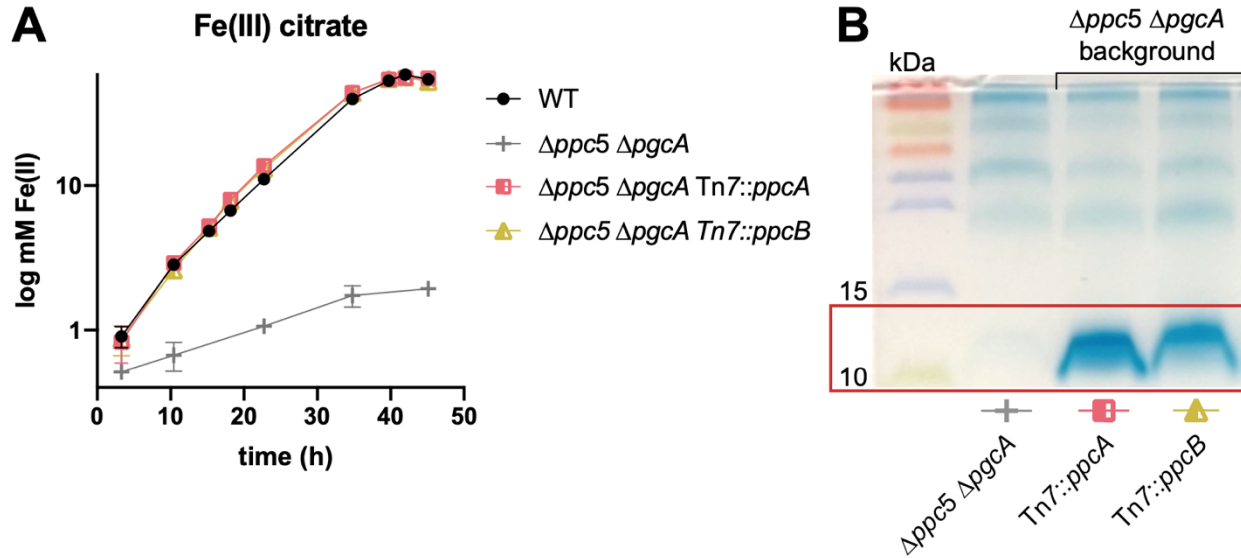 A
Fe(III) citrate
log mM Fe(II)
10
1
0
10
20
30
40
50
time (h)
WT
Δppc5 ΔpgcA
Δppc5 ΔpgcA Tn7::ppcA
Δppc5 ΔpgcA Tn7::ppcB
B
kDa
Δppc5 ΔpgcA
background
15
10
Δppc5 ΔpgcA
Tn7::ppcA
Tn7::ppcB